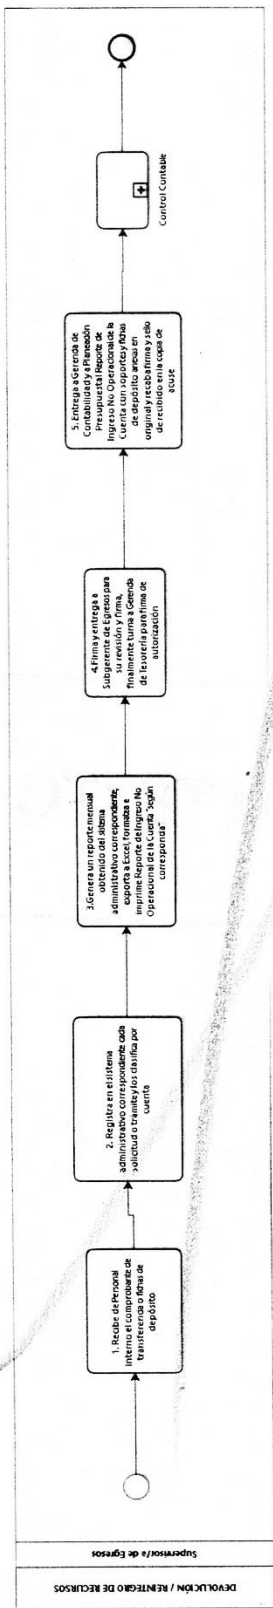 DEVOLUCIÓN / REINTEGRO DE RECURSOS
Supervisor/a de Egresos
1. Recibe de Personal
interno el comprobante de
transferencia o fichas de
depósito
2. Registra en el sistema
administrativo correspondiente cada
solicitud o trámite y los clasifica por
cuenta
3. Genera un reporte mensual
obtenido del sistema
administrativo correspondiente,
exporta a Excel, formatea e
imprime Reporte de Ingreso No
Operacional de la Cuenta "según
corresponda"
4. Firma y entrega a
Subgerente de Egresos para
su revisión y firma,
finalmente turna a Gerencia
de Tesorería para firma de
autorización
5. Entrega a Gerencia de
Contabilidad y a Planeación
Presupuestal Reporte de
Ingreso No Operacional de la
Cuenta con soportes y fichas
de depósito anexas en
original y recaba firma y sello
de recibido en la copia de
acuse
Control Contable